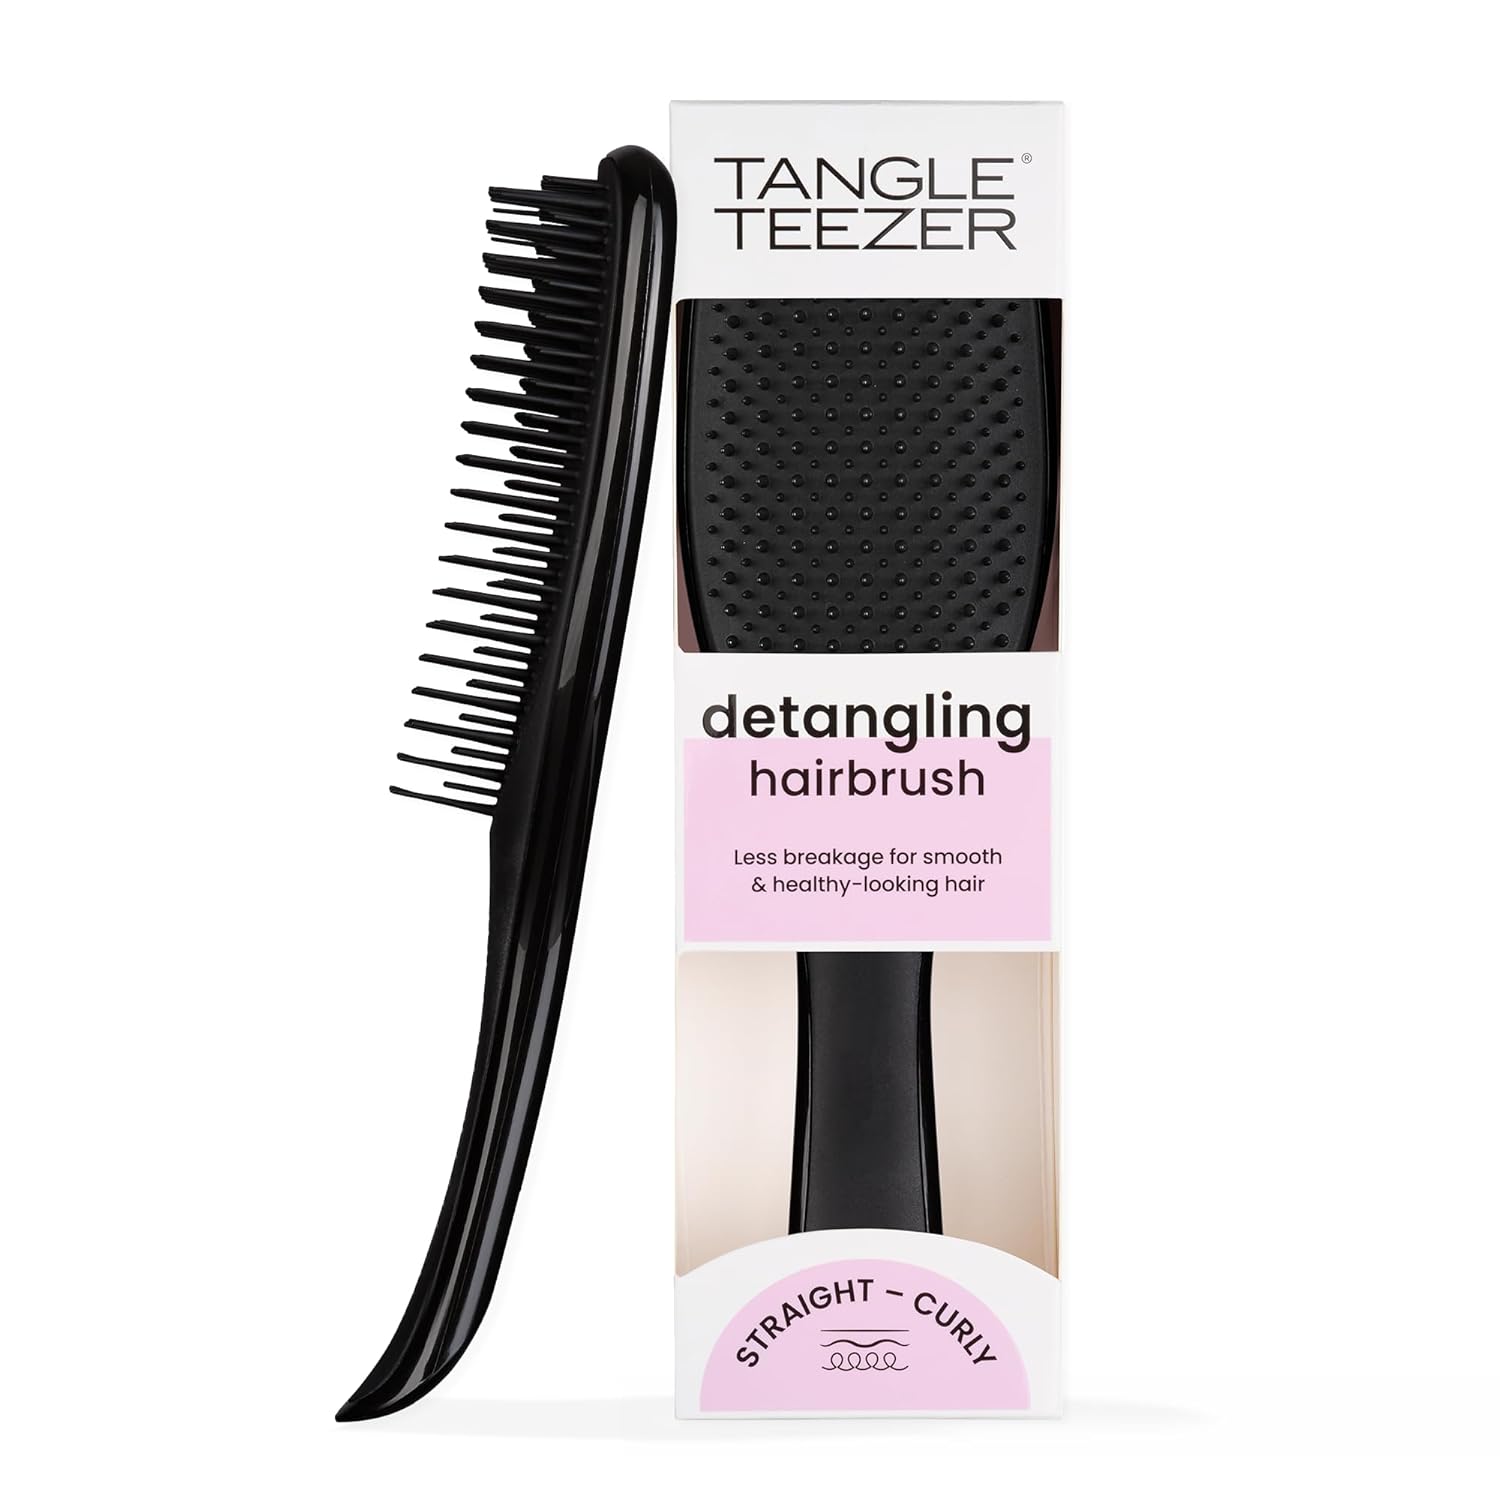 TANGLE®
TEEZER
detangling
hairbrush
Less breakage for smooth
& healthy-looking hair
STRAIGHT – CURLY